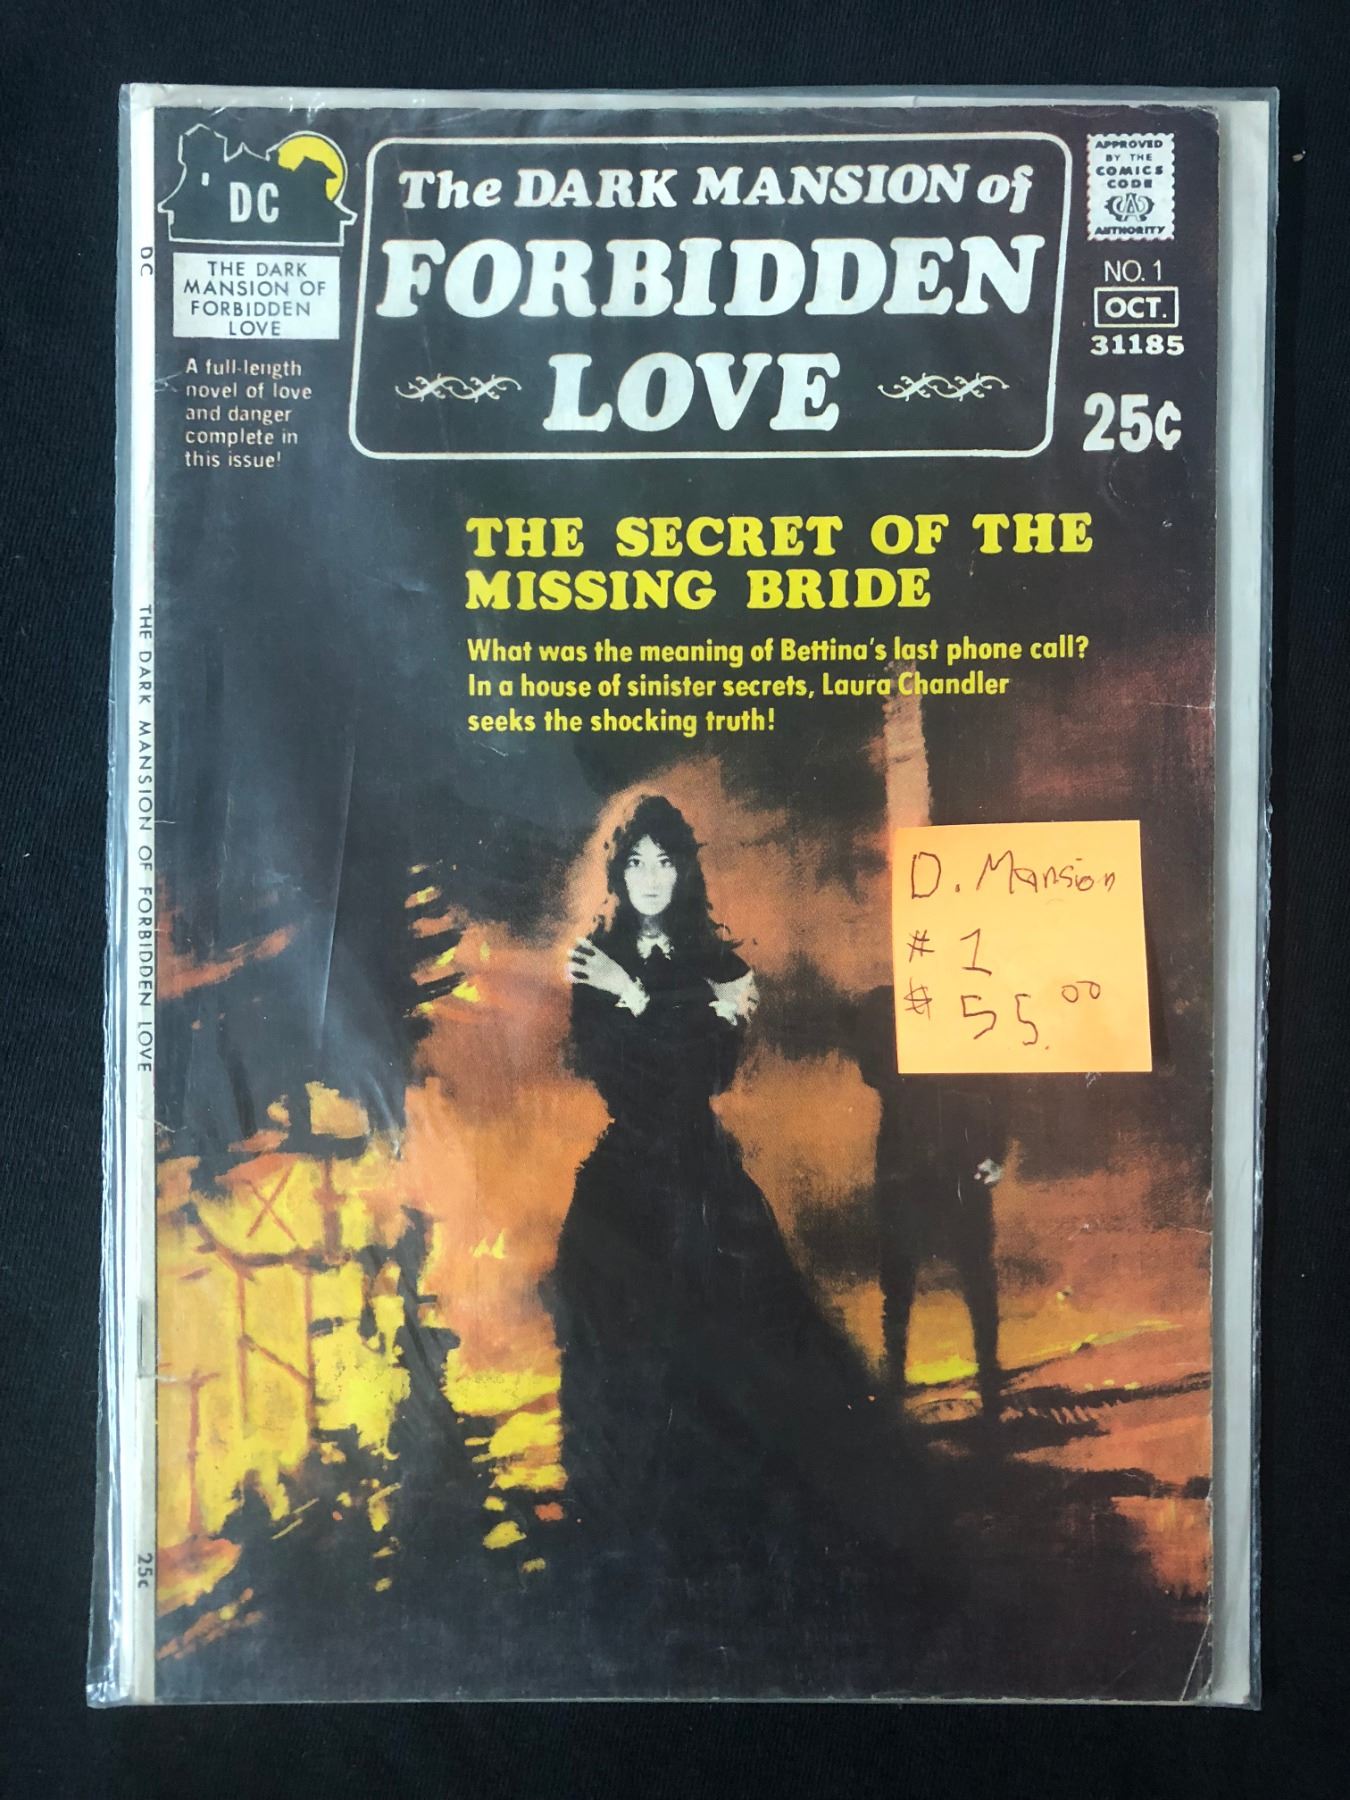 DC
THE DARK
MANSION OF
FORBIDDEN
LOVE
A full-length
novel of love
and danger
complete in
this issue!
The DARK MANSION of
FORBIDDEN
LOVE
APPROVED
BY THE
COMICS
CODE
CA
AUTHORITY
NO. 1
OCT.
31185
25¢
THE SECRET OF THE
MISSING BRIDE
What was the meaning of Bettina's last phone call?
In a house of sinister secrets, Laura Chandler
seeks the shocking truth!
D. Mansion
# 1
$ 55.00
DC THE DARK MANSION OF FORBIDDEN LOVE 25¢